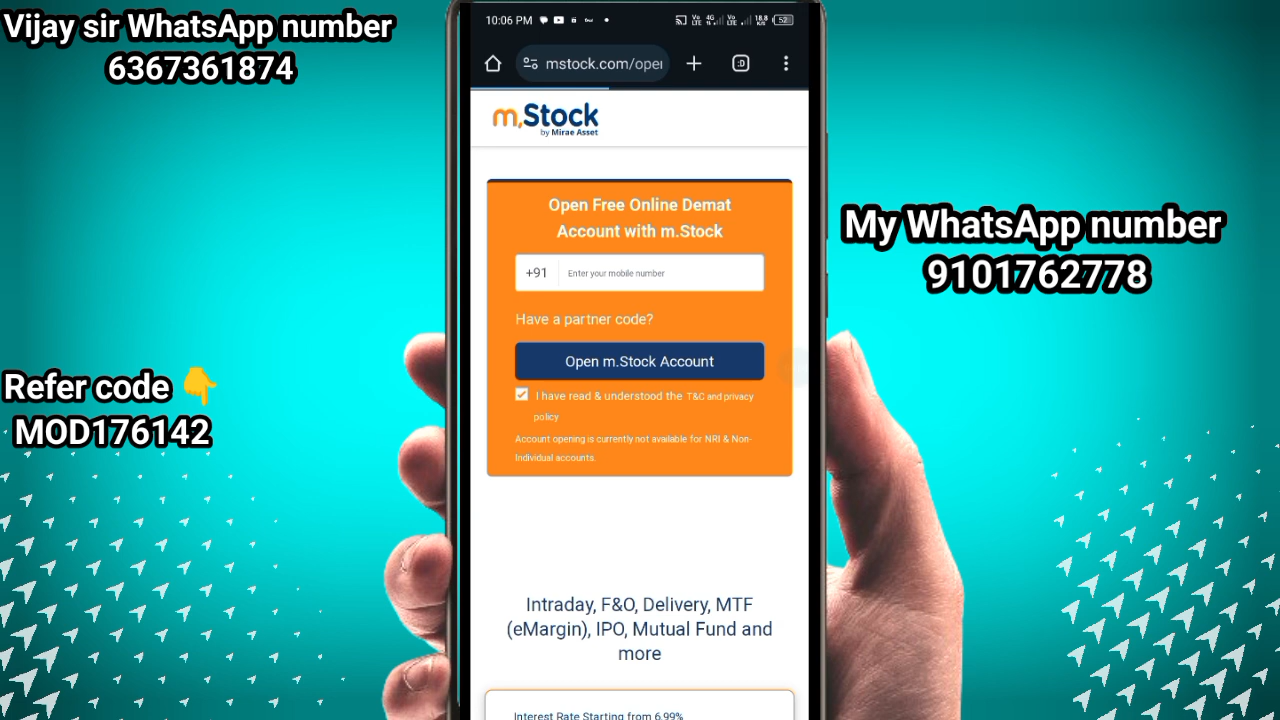 Vijay sir WhatsApp number
6367361874
10:06 PM
mstock.com/oper
:D
m.Stock
by Mirae Asset
Open Free Online Demat
Account with m.Stock
+91 Enter your mobile number
Have a partner code?
Open m.Stock Account
I have read & understood the T&C and privacy
policy
Account opening is currently not available for NRI & Non-
Individual accounts.
My WhatsApp number
9101762778
Refer code 👇
MOD176142
Intraday, F&O, Delivery, MTF
(eMargin), IPO, Mutual Fund and
more
Interest Rate Starting from 6.99%